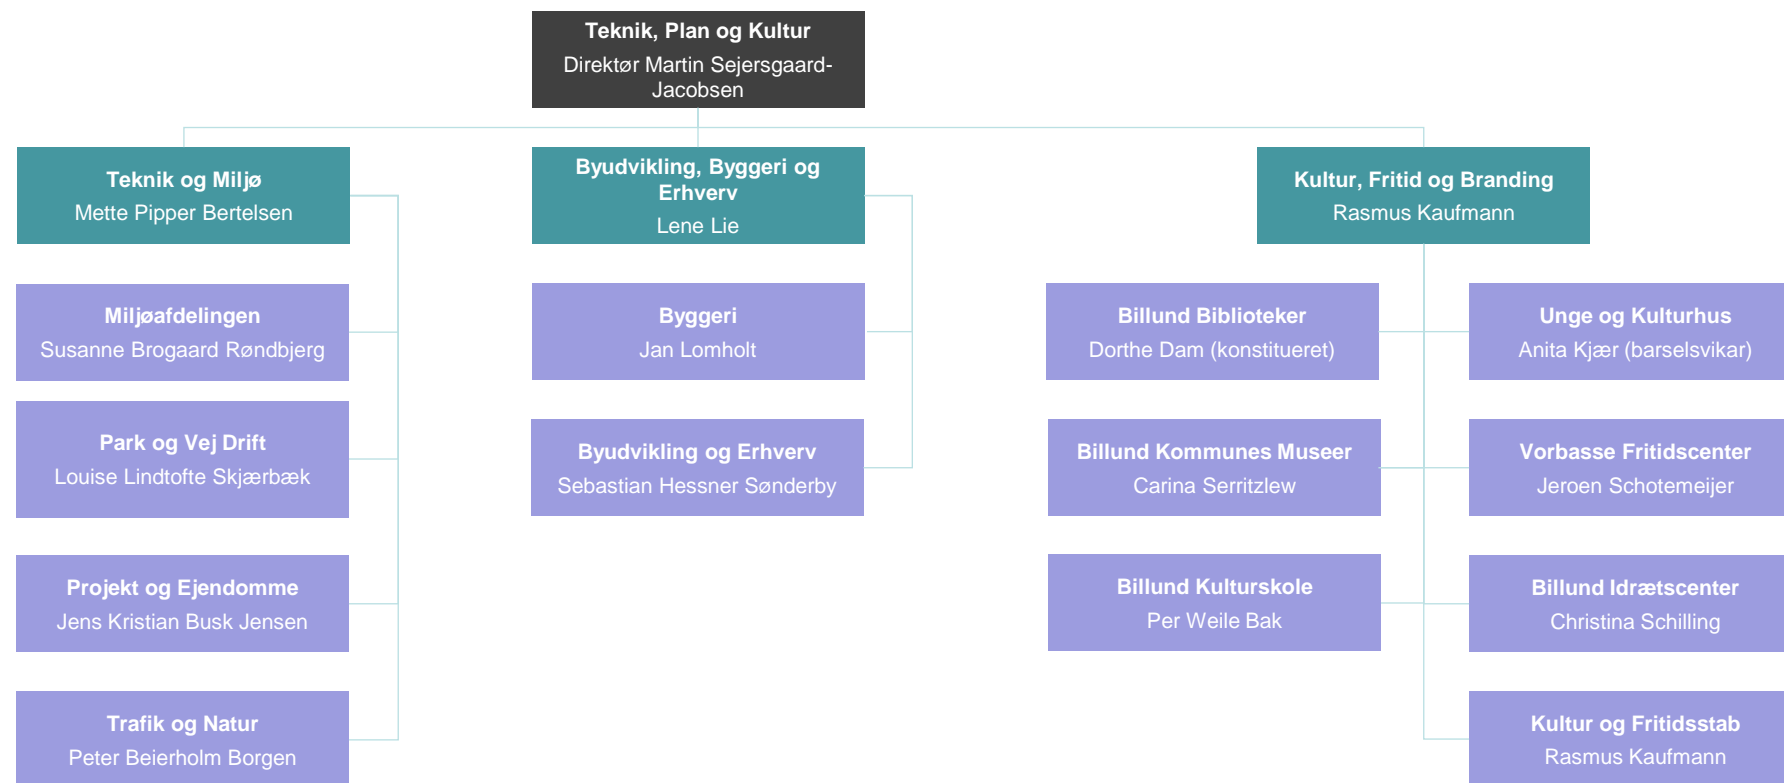 Teknik, Plan og Kultur
Direktør Martin Sejersgaard-
Jacobsen
Teknik og Miljø
Mette Pipper Bertelsen
Byudvikling, Byggeri og
Erhverv
Lene Lie
Kultur, Fritid og Branding
Rasmus Kaufmann
Miljøafdelingen
Susanne Brogaard Røndbjerg
Park og Vej Drift
Louise Lindtofte Skjærbæk
Projekt og Ejendomme
Jens Kristian Busk Jensen
Trafik og Natur
Peter Beierholm Borgen
Byggeri
Jan Lomholt
Byudvikling og Erhverv
Sebastian Hessner Sønderby
Billund Biblioteker
Dorthe Dam (konstitueret)
Billund Kommunes Museer
Carina Serritzlew
Billund Kulturskole
Per Weile Bak
Unge og Kulturhus
Anita Kjær (barselsvikar)
Vorbasse Fritidscenter
Jeroen Schotemeijer
Billund Idrætscenter
Christina Schilling
Kultur og Fritidsstab
Rasmus Kaufmann